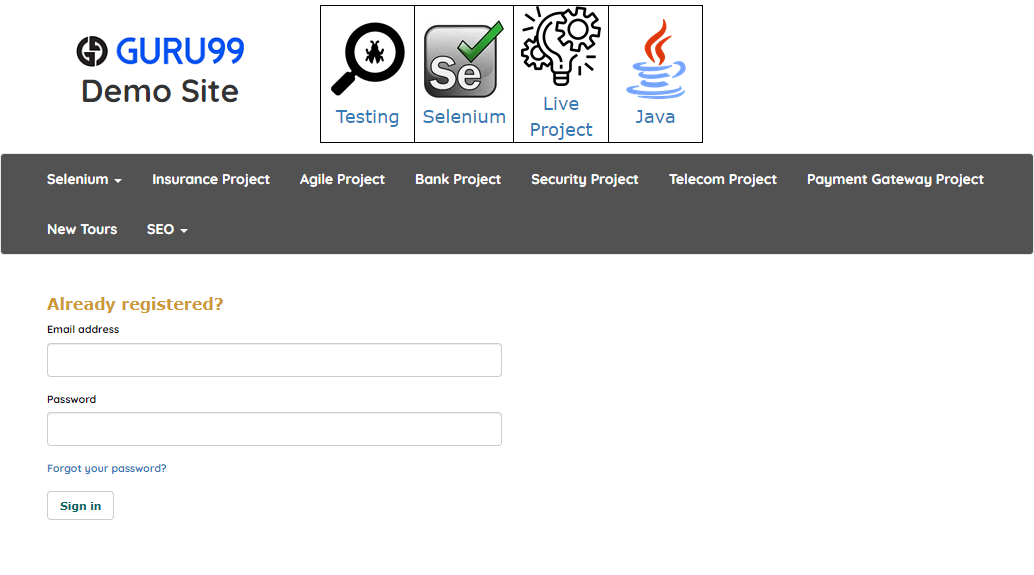 GURU99
Demo Site
Testing
Se
Selenium
Live
Project
Java
Selenium
Insurance Project
Agile Project
Bank Project
Security Project
Telecom Project
Payment Gateway Project
New Tours
SEO
Already registered?
Email address
Password
Forgot your password?
Sign in